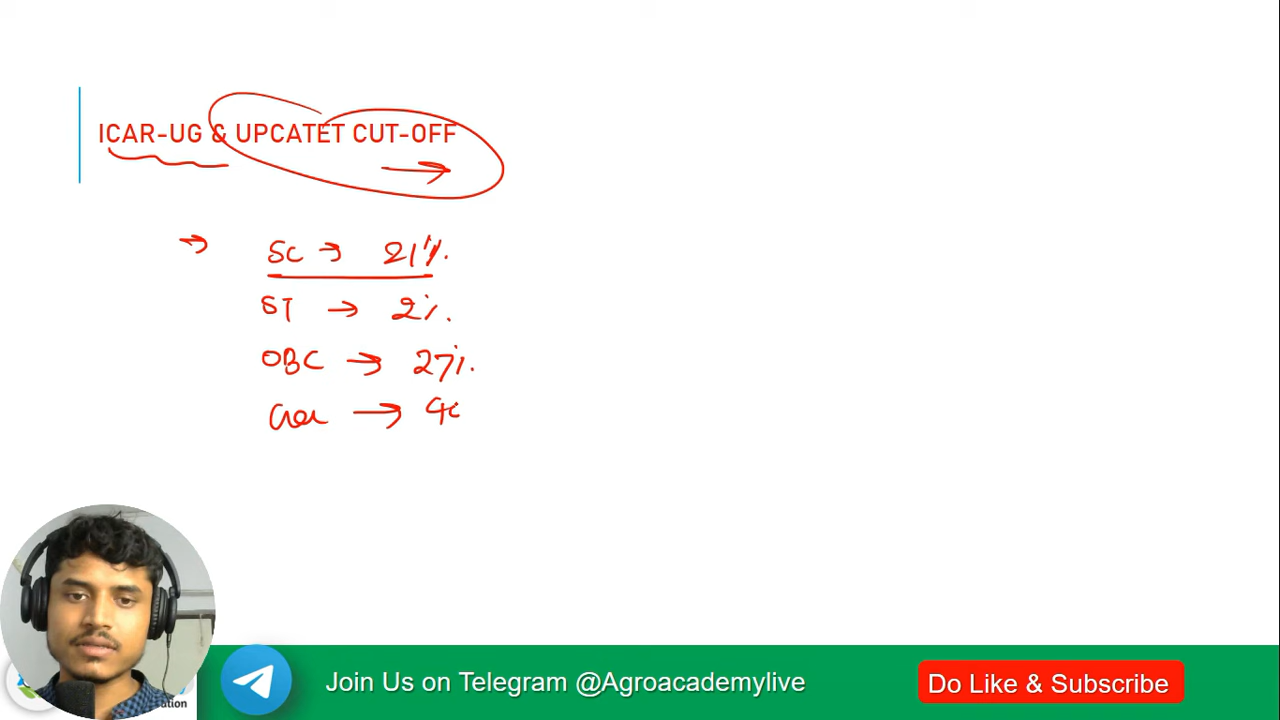 ICAR-UG & UPCATET CUT-OFF
→ SC → 21%.
ST → 2%.
OBC → 27%.
Gen →
Join Us on Telegram @Agroacademylive
Do Like & Subscribe